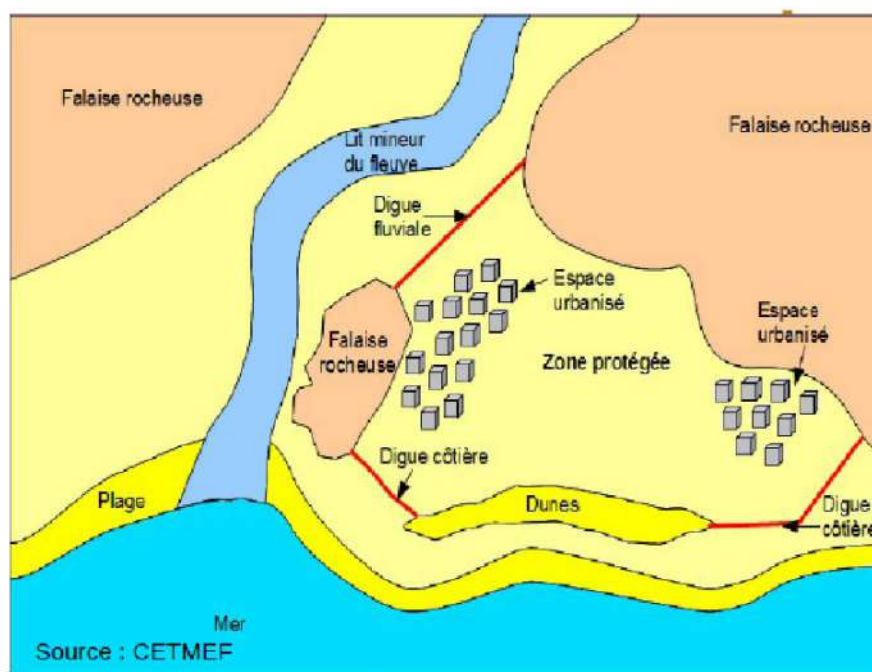 Falaise rocheuse
Falaise rocheuse
Lit mineur
du fleuve
Digue
fluviale
Espace
urbanisé
Espace
urbanisé
Falaise
rocheuse
Zone protégée
Digue côtière
Plage
Dunes
Digue
côtière
Mer
Source : CETMEF